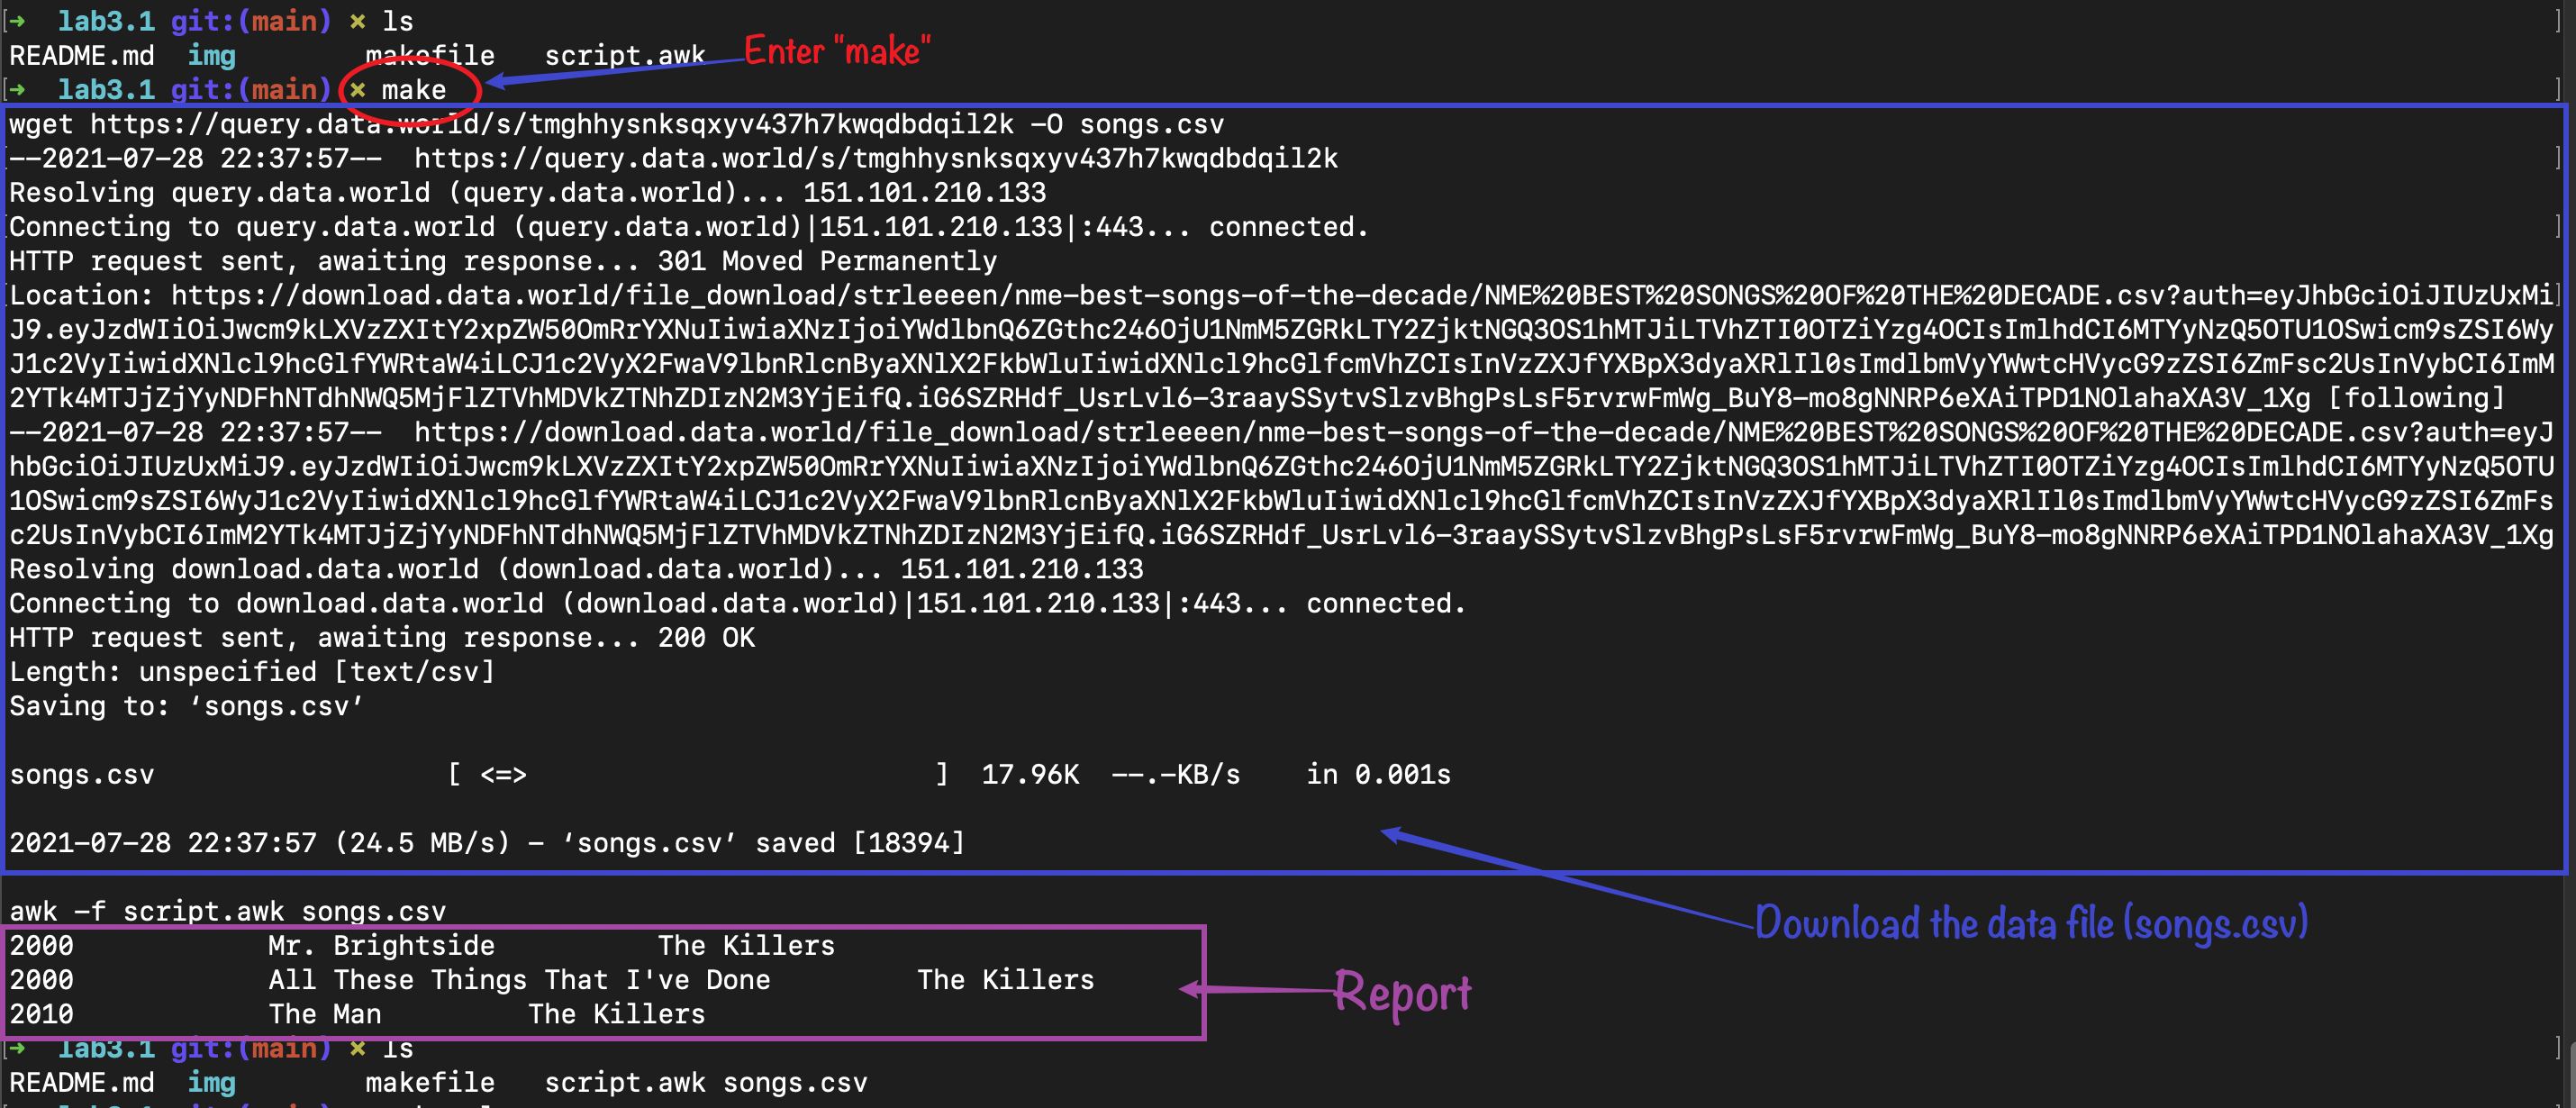 [➜  lab3.1 git:(main) ✗ ls ]
README.md  img        makefile   script.awk
Enter "make"
[➜  lab3.1 git:(main) ✗ make ]
wget https://query.data.world/s/tmghhysnksqxyv437h7kwqdbdqil2k -O songs.csv
--2021-07-28 22:37:57--  https://query.data.world/s/tmghhysnksqxyv437h7kwqdbdqil2k
Resolving query.data.world (query.data.world)... 151.101.210.133
Connecting to query.data.world (query.data.world)|151.101.210.133|:443... connected.
HTTP request sent, awaiting response... 301 Moved Permanently
Location: https://download.data.world/file_download/strleeeen/nme-best-songs-of-the-decade/NME%20BEST%20SONGS%20OF%20THE%20DECADE.csv?auth=eyJhbGciOiJIUzUxMi
J9.eyJzdWIiOiJwcm9kLXVzZXItY2xpZW50OmRrYXNuIiwiaXNzIjoiYWdlbnQ6ZGthc246OjU1NmM5ZGRkLTY2ZjktNGQ3OS1hMTJiLTVhZTI0OTZiYzg4OCIsImlhdCI6MTYyNzQ5OTU1OSwicm9sZSI6Wy
J1c2VyIiwidXNlcl9hcGlfYWRtaW4iLCJ1c2VyX2FwaV9lbnRlcnByaXNlX2FkbWluIiwidXNlcl9hcGlfcmVhZCIsInVzZXJfYXBpX3dyaXRlIl0sImdlbmVyYWwtcHVycG9zZSI6ZmFsc2UsInVybCI6ImM
2YTk4MTJjZjYyNDFhNTdhNWQ5MjFlZTVhMDVkZTNhZDIzN2M3YjEifQ.iG6SZRHdf_UsrLvl6-3raaySSytvSlzvBhgPsLsF5rvrwFmWg_BuY8-mo8gNNRP6eXAiTPD1NOlahaXA3V_1Xg [following]
--2021-07-28 22:37:57--  https://download.data.world/file_download/strleeeen/nme-best-songs-of-the-decade/NME%20BEST%20SONGS%20OF%20THE%20DECADE.csv?auth=eyJ
hbGciOiJIUzUxMiJ9.eyJzdWIiOiJwcm9kLXVzZXItY2xpZW50OmRrYXNuIiwiaXNzIjoiYWdlbnQ6ZGthc246OjU1NmM5ZGRkLTY2ZjktNGQ3OS1hMTJiLTVhZTI0OTZiYzg4OCIsImlhdCI6MTYyNzQ5OTU
1OSwicm9sZSI6WyJ1c2VyIiwidXNlcl9hcGlfYWRtaW4iLCJ1c2VyX2FwaV9lbnRlcnByaXNlX2FkbWluIiwidXNlcl9hcGlfcmVhZCIsInVzZXJfYXBpX3dyaXRlIl0sImdlbmVyYWwtcHVycG9zZSI6ZmFs
c2UsInVybCI6ImM2YTk4MTJjZjYyNDFhNTdhNWQ5MjFlZTVhMDVkZTNhZDIzN2M3YjEifQ.iG6SZRHdf_UsrLvl6-3raaySSytvSlzvBhgPsLsF5rvrwFmWg_BuY8-mo8gNNRP6eXAiTPD1NOlahaXA3V_1Xg
Resolving download.data.world (download.data.world)... 151.101.210.133
Connecting to download.data.world (download.data.world)|151.101.210.133|:443... connected.
HTTP request sent, awaiting response... 200 OK
Length: unspecified [text/csv]
Saving to: ‘songs.csv’
songs.csv                  [ <=>                         ]  17.96K  --.-KB/s    in 0.001s
2021-07-28 22:37:57 (24.5 MB/s) - ‘songs.csv’ saved [18394]
Download the data file (songs.csv)
awk -f script.awk songs.csv
2000            Mr. Brightside          The Killers
2000            All These Things That I've Done         The Killers
2010            The Man         The Killers
Report
[➜  lab3.1 git:(main) ✗ ls ]
README.md  img        makefile   script.awk songs.csv